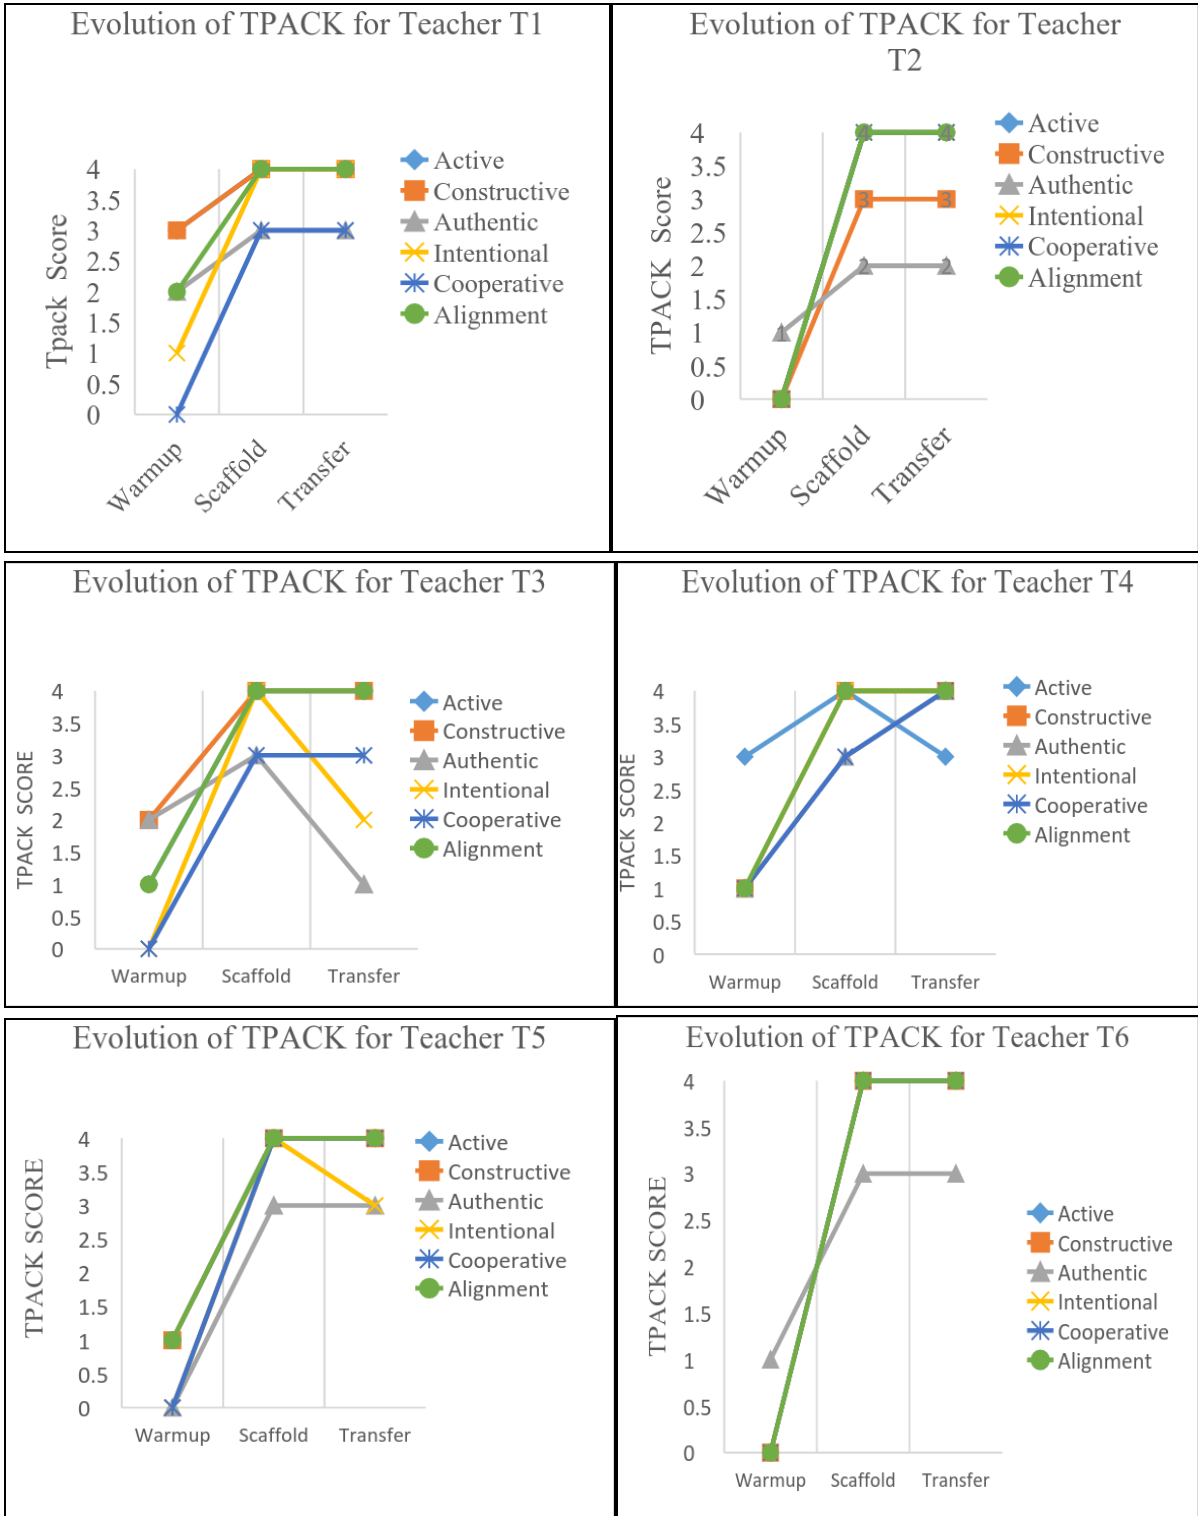 Evolution of TPACK for Teacher T1
Tpack Score
4
3.5
3
2.5
2
1.5
1
0.5
0
Warmup
Scaffold
Transfer
Active
Constructive
Authentic
Intentional
Cooperative
Alignment
Evolution of TPACK for Teacher
T2
TPACK Score
4
3.5
3
2.5
2
1.5
1
0.5
0
1
4
4
3
3
2
2
Warmup
Scaffold
Transfer
Active
Constructive
Authentic
Intentional
Cooperative
Alignment
Evolution of TPACK for Teacher T3
TPACK SCORE
4
3.5
3
2.5
2
1.5
1
0.5
0
Warmup
Scaffold
Transfer
Active
Constructive
Authentic
Intentional
Cooperative
Alignment
Evolution of TPACK for Teacher T4
TPACK SCORE
4
3.5
3
2.5
2
1.5
1
0.5
0
Warmup
Scaffold
Transfer
Active
Constructive
Authentic
Intentional
Cooperative
Alignment
Evolution of TPACK for Teacher T5
TPACK SCORE
4
3.5
3
2.5
2
1.5
1
0.5
0
Warmup
Scaffold
Transfer
Active
Constructive
Authentic
Intentional
Cooperative
Alignment
Evolution of TPACK for Teacher T6
TPACK SCORE
4
3.5
3
2.5
2
1.5
1
0.5
0
Warmup
Scaffold
Transfer
Active
Constructive
Authentic
Intentional
Cooperative
Alignment